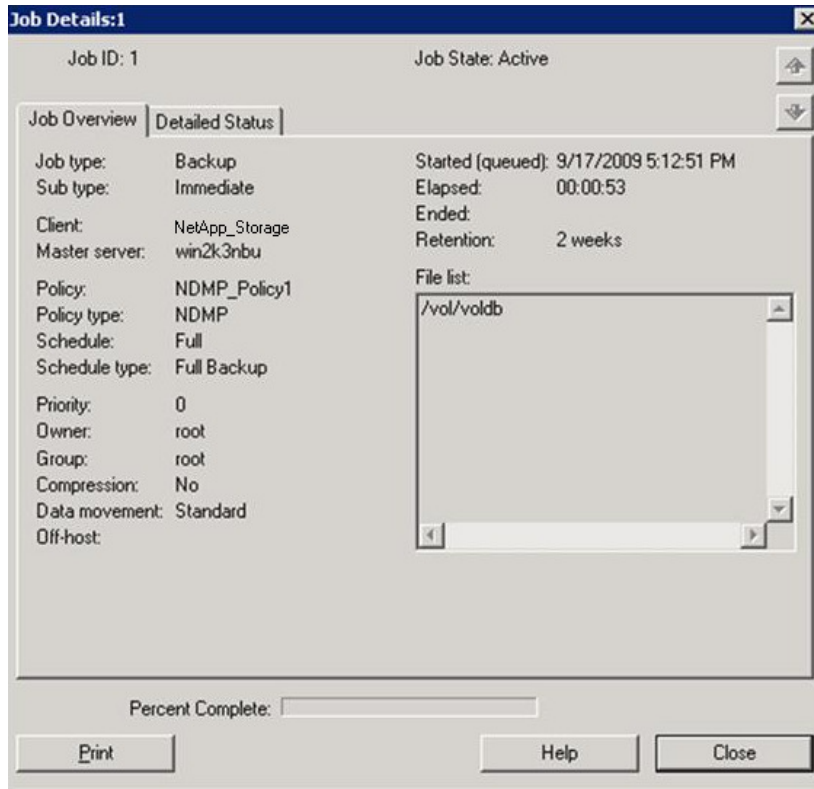 Job Details:1
Job ID: 1
Job State: Active
Job Overview
Detailed Status
Job type: Backup
Sub type: Immediate
Client: NetApp_Storage
Master server: win2k3nbu
Policy: NDMP_Policy1
Policy type: NDMP
Schedule: Full
Schedule type: Full Backup
Priority: 0
Owner: root
Group: root
Compression: No
Data movement: Standard
Off-host:
Started (queued): 9/17/2009 5:12:51 PM
Elapsed: 00:00:53
Ended:
Retention: 2 weeks
File list:
/vol/voldb
Percent Complete:
Print
Help
Close